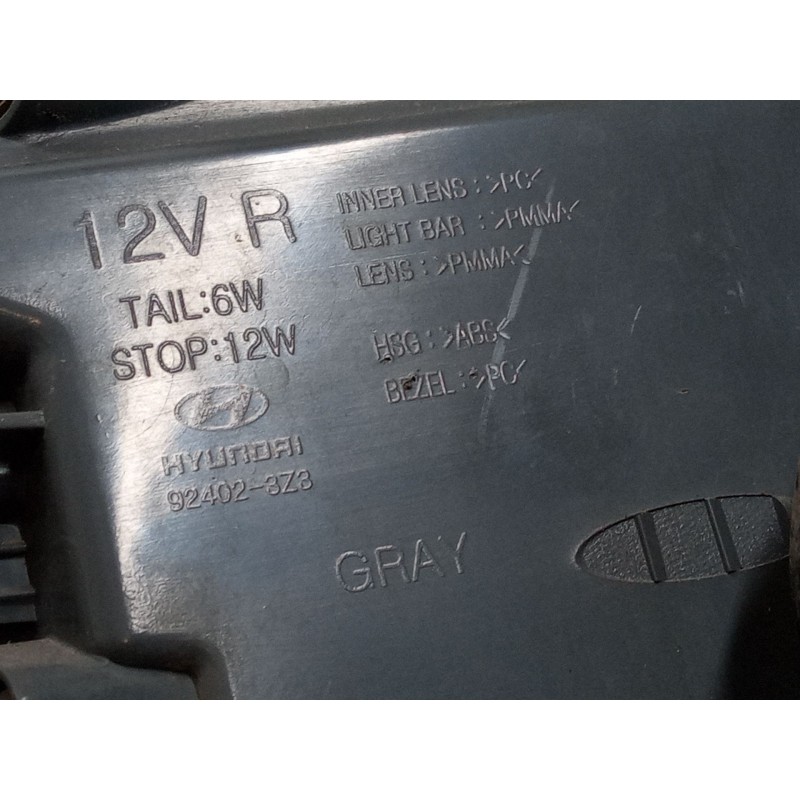 12V R
TAIL:6W
STOP:12W
HYUNDAI
92402-3Z3
INNER LENS : >PC<
LIGHT BAR : >PMMA<
LENS : >PMMA<
HSG : >ABS<
BEZEL : >PC<
GRAY